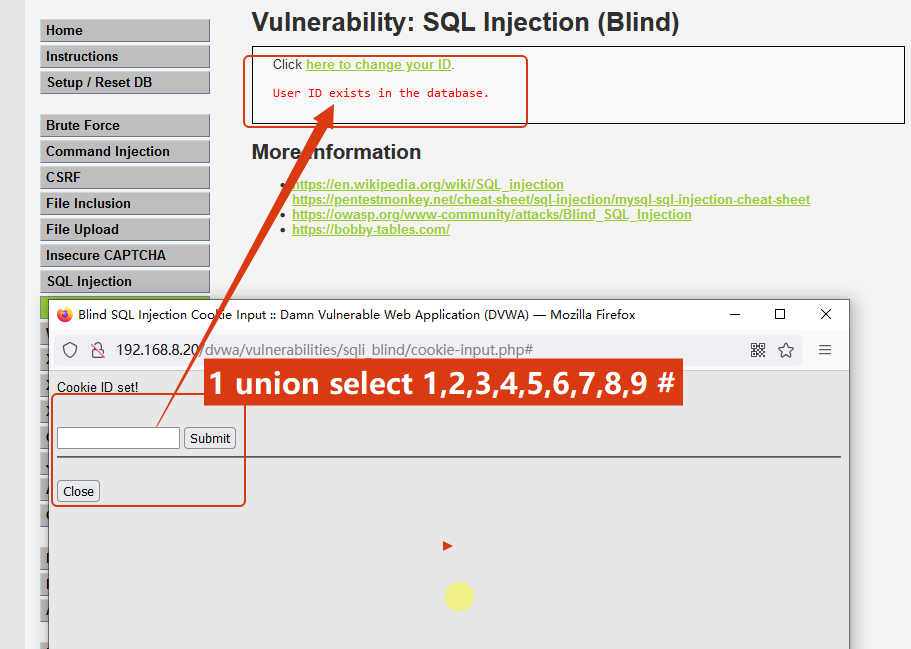 Home
Instructions
Setup / Reset DB
Brute Force
Command Injection
CSRF
File Inclusion
File Upload
Insecure CAPTCHA
SQL Injection
Vulnerability: SQL Injection (Blind)
Click here to change your ID.
User ID exists in the database.
More Information
https://en.wikipedia.org/wiki/SQL_injection
https://pentestmonkey.net/cheat-sheet/sql-injection/mysql-sql-injection-cheat-sheet
https://owasp.org/www-community/attacks/Blind_SQL_Injection
https://bobby-tables.com/
Blind SQL Injection Cookie Input :: Damn Vulnerable Web Application (DVWA) — Mozilla Firefox
192.168.8.20/dvwa/vulnerabilities/sqli_blind/cookie-input.php#
Cookie ID set!
1 union select 1,2,3,4,5,6,7,8,9 #
Submit
Close